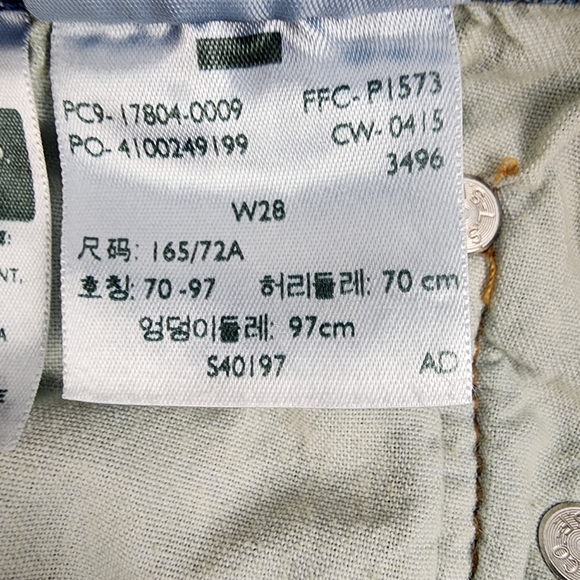 PC9-17804-0009 FFC-P1573
PO-4100249199 CW-0415
3496
W28
尺码: 165/72A
호칭: 70-97 허리둘레: 70 cm
엉덩이둘레: 97cm
S40197 AD
NT,
A